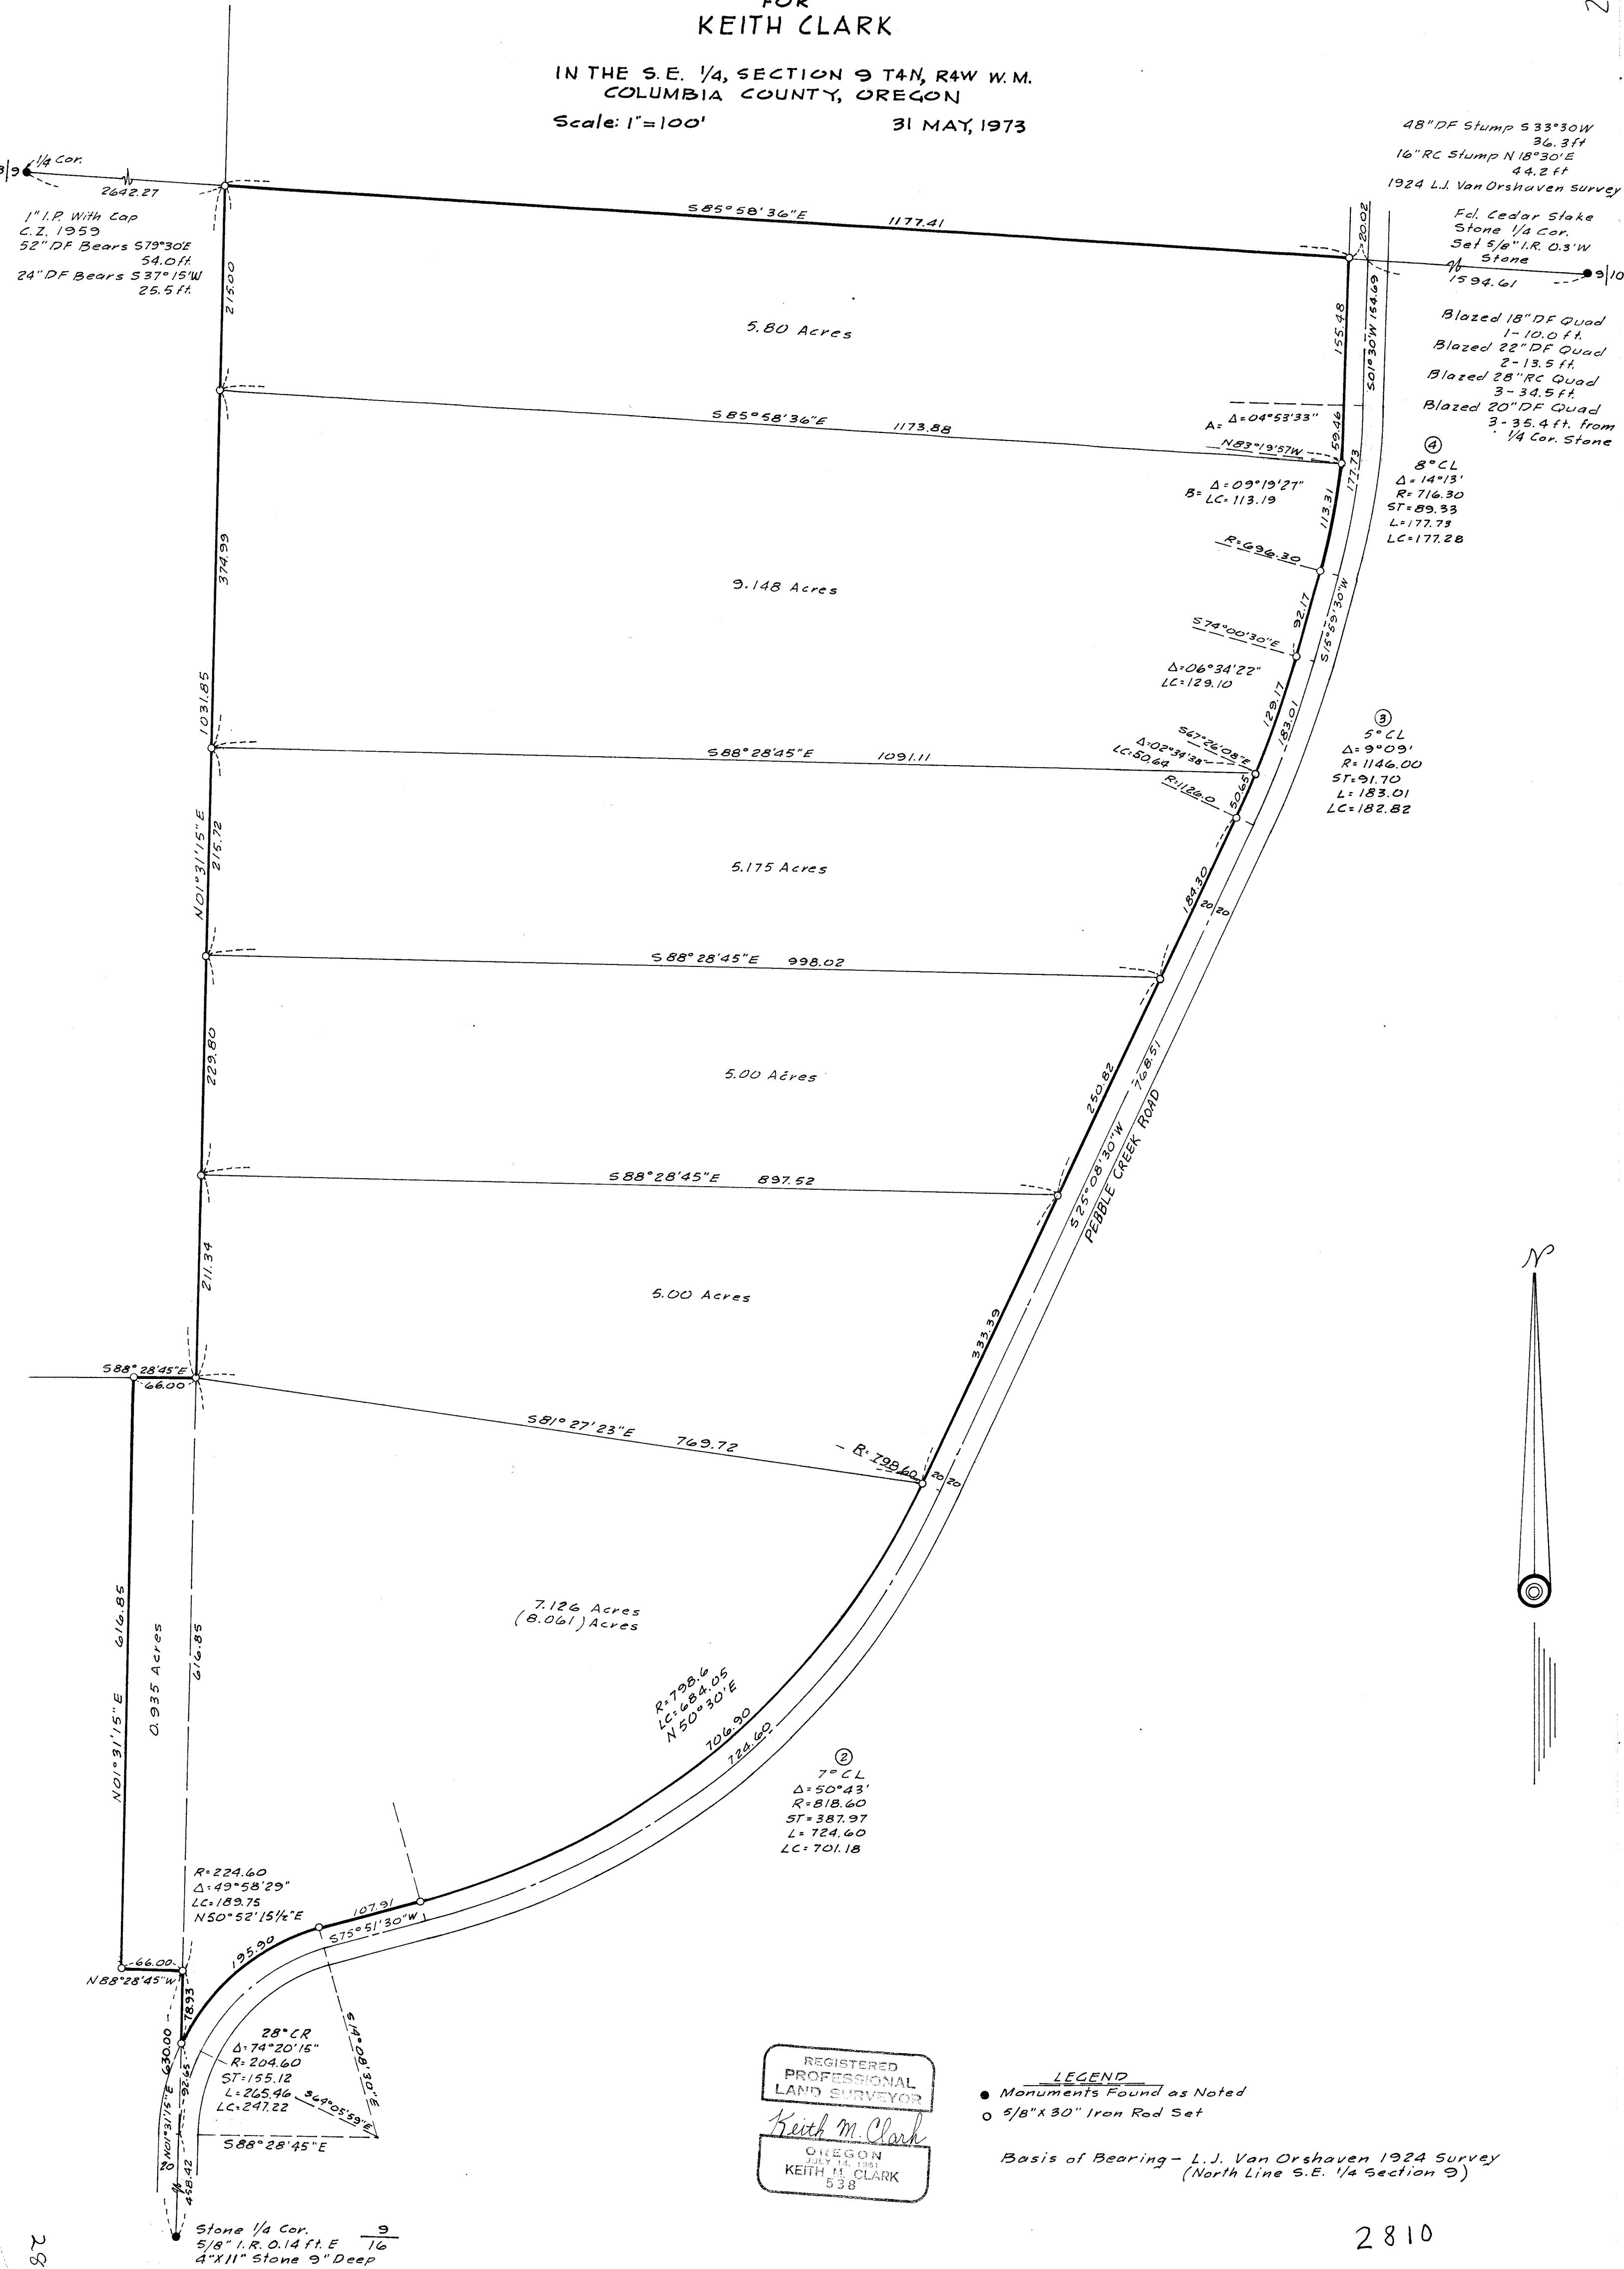 FOR
KEITH CLARK
IN THE S.E. 1/4, SECTION 9 T4N, R4W W.M.
COLUMBIA COUNTY, OREGON
Scale: 1"=100' 31 MAY, 1973
48" DF Stump S 33°30W
36.3ft
16" RC Stump N 18°30'E
44.2 ft
1924 L.J. Van Orshaven Survey
Fd. Cedar Stake
Stone 1/4 Cor.
Set 5/8" I.R. 0.3'W
Stone
1594.61
9/10
1/4 Cor.
2642.27
1" I.P. With Cap
C.Z. 1959
52" DF Bears S79°30'E
54.0ft.
24" DF Bears S37°15'W
25.5 ft.
S85°58'36"E 1177.41
20.02
215.00
5.80 Acres
155.48
S01°30'W 154.69
Blazed 18" DF Quad
1-10.0 ft.
Blazed 22" DF Quad
2-13.5 ft.
Blazed 28" RC Quad
3-34.5 ft.
Blazed 20" DF Quad
3-35.4 ft. from
1/4 Cor. Stone
S85°58'36"E 1173.88
A= Δ=04°53'33"
59.46
N83°19'57W
177.73
4
8° CL
Δ=14°13'
R=716.30
ST=89.33
L=177.73
LC=177.28
B= Δ=09°19'27"
LC=113.19
113.31
R=696.30
374.99
9.148 Acres
92.17
S15°59'30"W
S74°00'30"E
Δ=06°34'22"
LC=129.10
129.17
183.01
1031.85
3
5° CL
Δ=9°09'
R=1146.00
ST=91.70
L=183.01
LC=182.82
S88°28'45"E 1091.11
S67°26'08"E
Δ=02°34'38"
LC=50.64
R=1126.0
50.65
N01°31'15"E
215.72
5.175 Acres
184.30
20/20
S88°28'45"E 998.02
229.80
5.00 Acres
250.82
768.51
S25°08'30"W
PEBBLE CREEK ROAD
S88°28'45"E 897.52
211.34
5.00 Acres
333.39
N
S88°28'45"E
66.00
S81°27'23"E 769.72
R=798.60
20/20
N01°31'15"E 616.85
0.935 Acres
616.85
7.126 Acres
(8.061) Acres
R=798.6
LC=684.05
N50°30'E
706.90
724.60
2
7° CL
Δ=50°43'
R=818.60
ST=387.97
L=724.60
LC=701.18
R=224.60
Δ=49°58'29"
LC=189.75
N50°52'15½"E
107.91
S75°51'30"W
195.90
66.00
N88°28'45"W
78.93
28° CR
Δ=74°20'15"
R=204.60
ST=155.12
L=265.46
LC=247.22
S14°08'30"E
S64°05'59"E
S88°28'45"E
N01°31'15"E 630.00
92.65
20
458.42
Stone 1/4 Cor.
5/8" I.R. 0.14 ft. E
4"X11" Stone 9" Deep
9
16
REGISTERED
PROFESSIONAL
LAND SURVEYOR
Keith M. Clark
OREGON
JULY 14, 1961
KEITH M. CLARK
538
LEGEND
Monuments Found as Noted
5/8"X30" Iron Rod Set
Basis of Bearing - L.J. Van Orshaven 1924 Survey
(North Line S.E. 1/4 Section 9)
2810
28